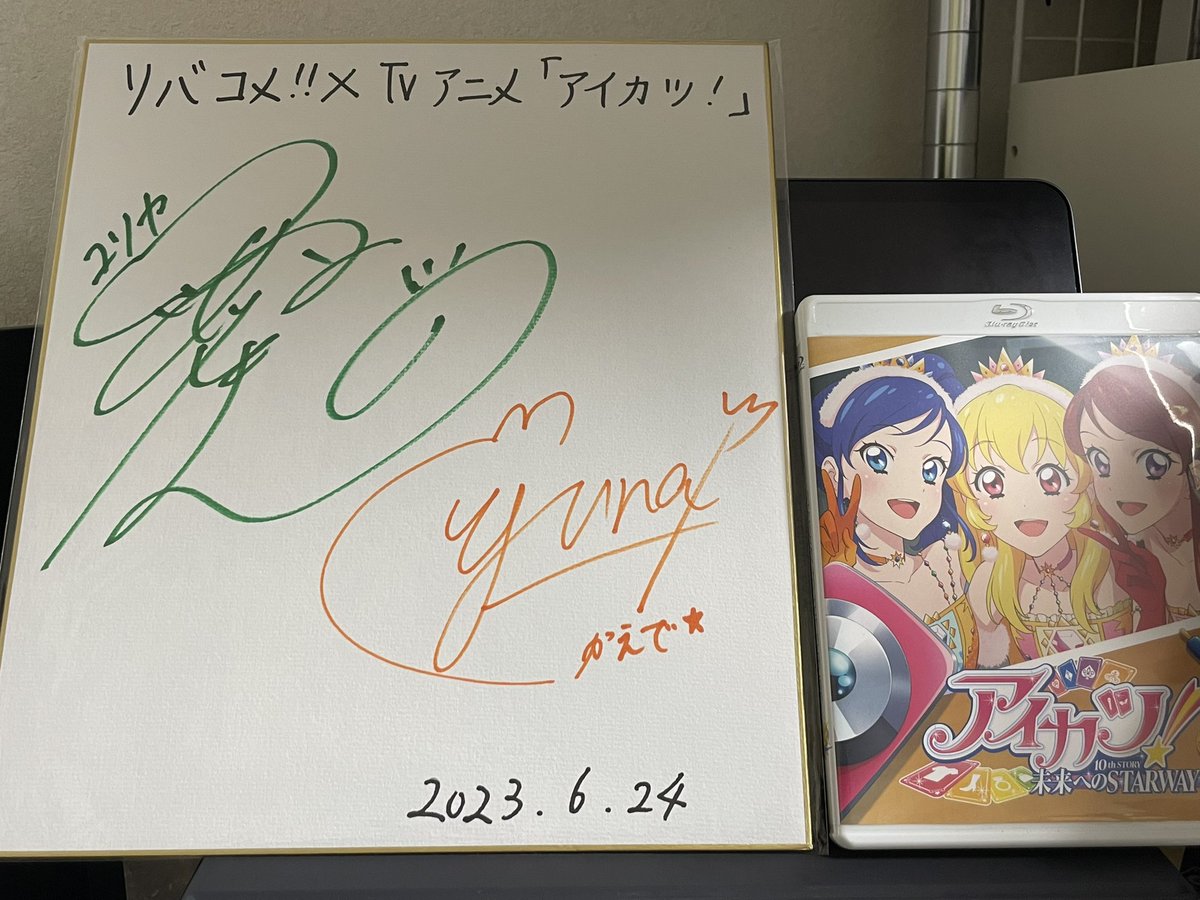 リバコメ!!×TVアニメ「アイカツ！」
ユリヤ
yuna
かえで★
2023.6.24
Blu-ray Disc
アイカツ！
10th STORY
未来へのSTARWAY